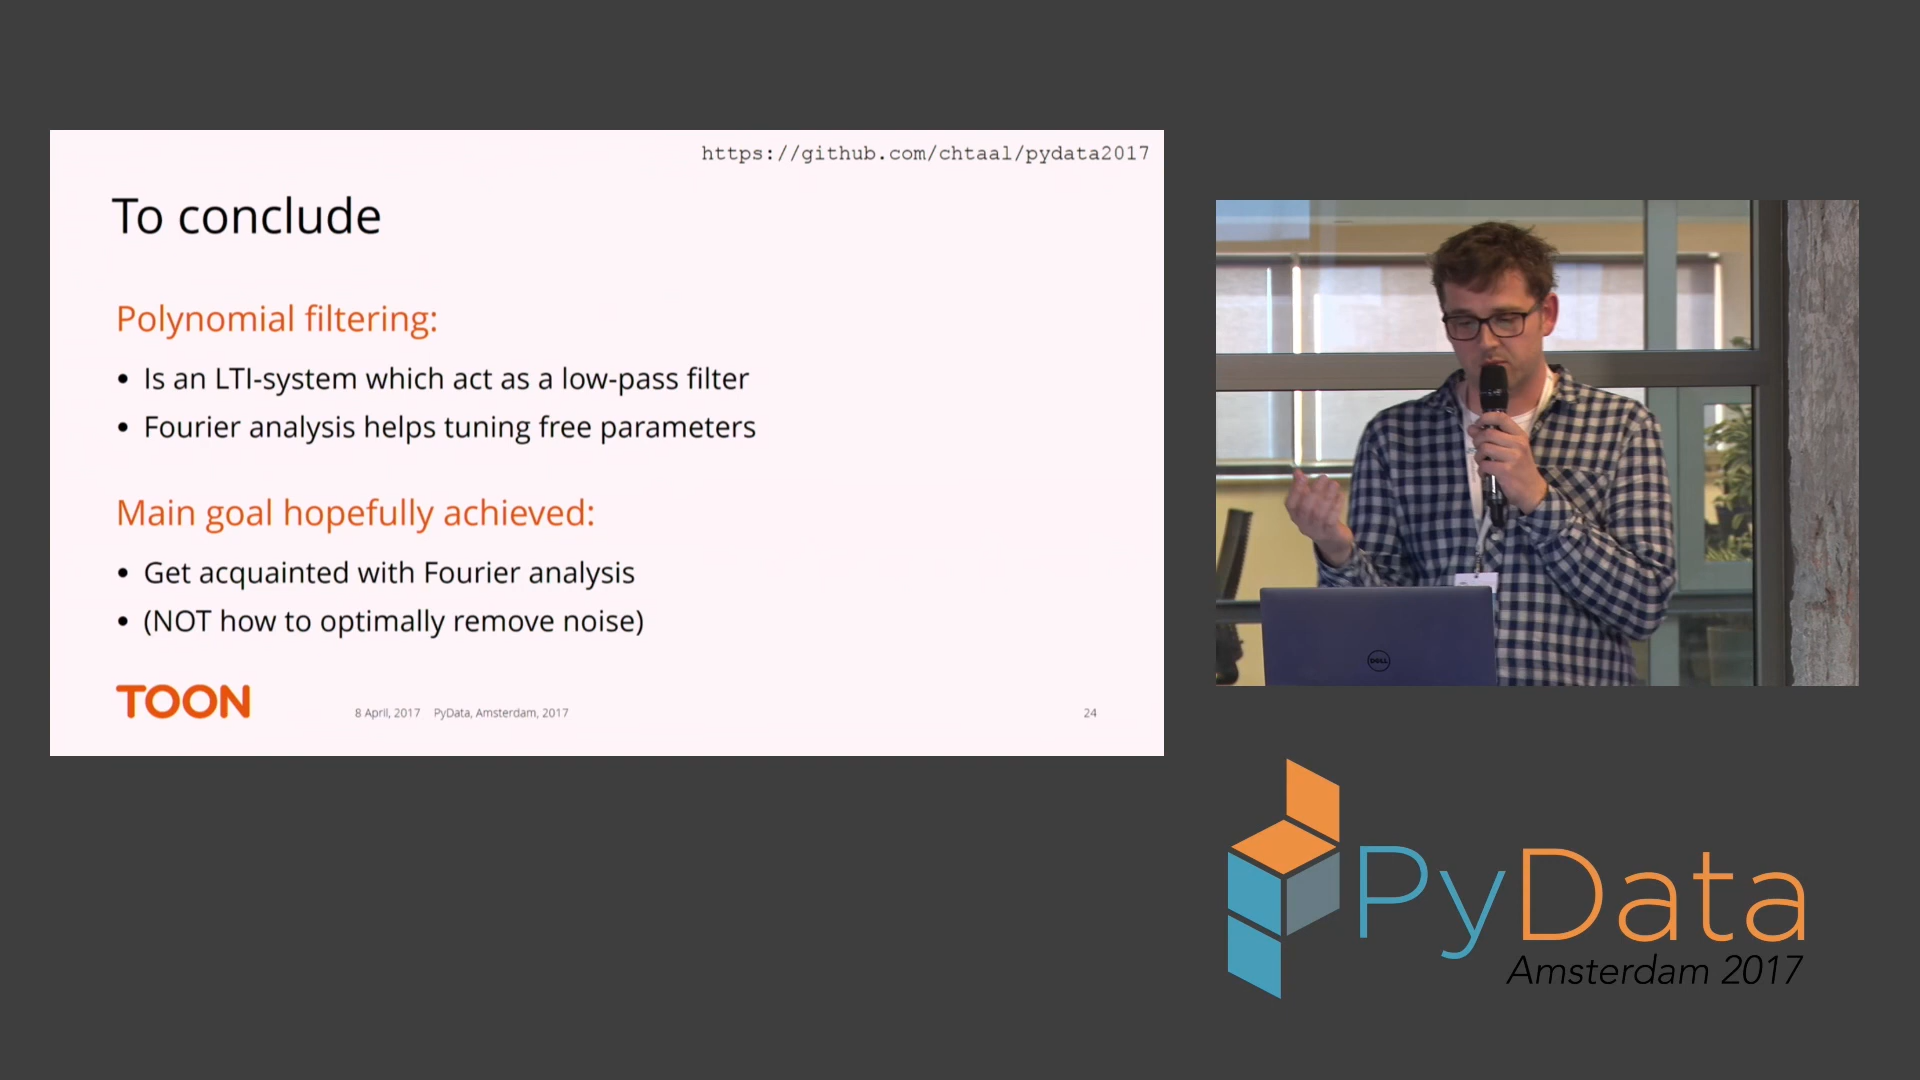 https://github.com/chtaal/pydata2017
To conclude
Polynomial filtering:
• Is an LTI-system which act as a low-pass filter
• Fourier analysis helps tuning free parameters
Main goal hopefully achieved:
• Get acquainted with Fourier analysis
• (NOT how to optimally remove noise)
TOON
8 April, 2017 PyData, Amsterdam, 2017
24
DELL
PyData
Amsterdam 2017